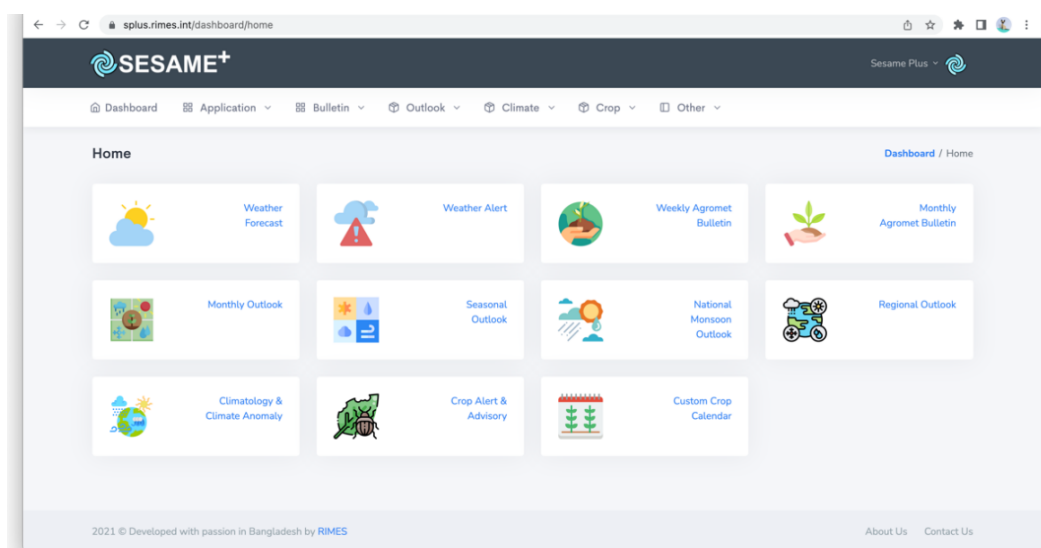 splus.rimes.int/dashboard/home
SESAME+
Sesame Plus
Dashboard Application Bulletin Outlook Climate Crop Other
Home
Dashboard / Home
Weather
Forecast
Weather Alert
Weekly Agromet
Bulletin
Monthly
Agromet Bulletin
Monthly Outlook
Seasonal
Outlook
National
Monsoon
Outlook
Regional Outlook
Climatology &
Climate Anomaly
Crop Alert &
Advisory
Custom Crop
Calendar
2021 © Developed with passion in Bangladesh by RIMES
About Us Contact Us